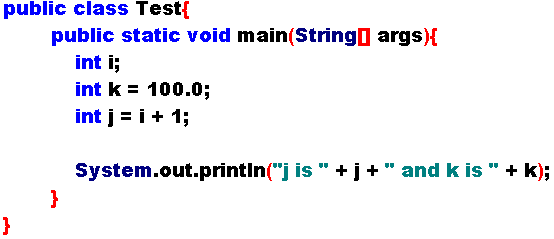 public class Test{
public static void main(String[] args){
int i;
int k = 100.0;
int j = i + 1;
System.out.println("j is " + j + " and k is " + k);
}
}